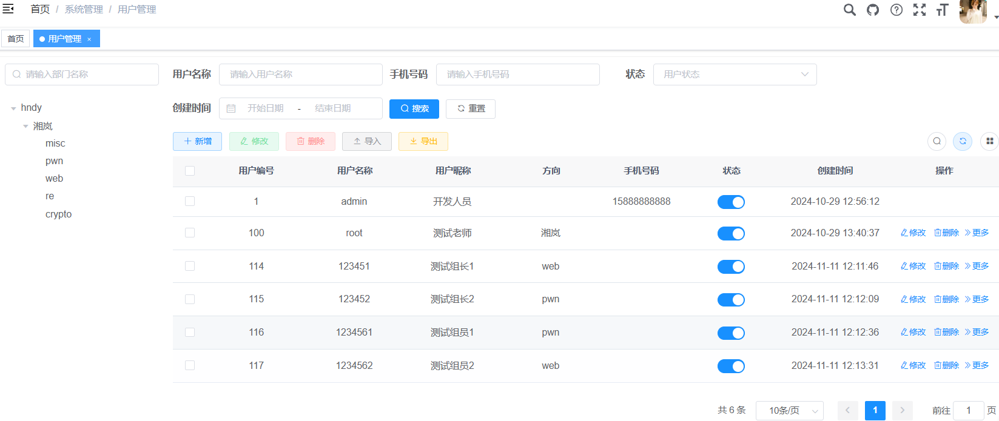 首页 / 系统管理 / 用户管理
首页 用户管理 ×
请输入部门名称
hndy
湘岚
misc
pwn
web
re
crypto
用户名称 请输入用户名称 手机号码 请输入手机号码 状态 用户状态
创建时间 开始日期 - 结束日期 搜索 重置
新增 修改 删除 导入 导出
用户编号 用户名称 用户昵称 方向 手机号码 状态 创建时间 操作
1 admin 开发人员 15888888888 2024-10-29 12:56:12
100 root 测试老师 湘岚 2024-10-29 13:40:37 修改 删除 更多
114 123451 测试组长1 web 2024-11-11 12:11:46 修改 删除 更多
115 123452 测试组长2 pwn 2024-11-11 12:12:09 修改 删除 更多
116 1234561 测试组员1 pwn 2024-11-11 12:12:36 修改 删除 更多
117 1234562 测试组员2 web 2024-11-11 12:13:31 修改 删除 更多
共 6 条 10条/页 1 前往 1 页